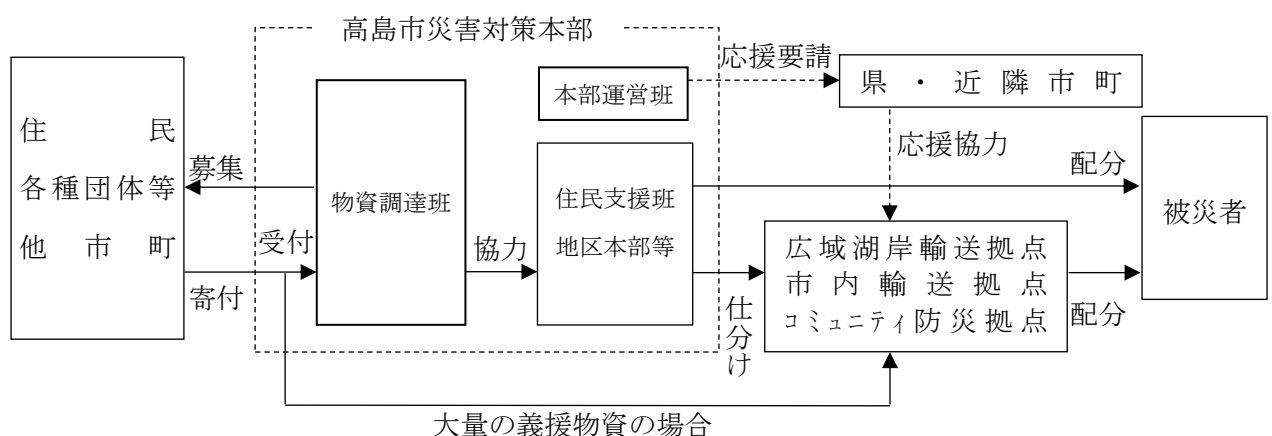 高島市災害対策本部
応援要請
県・近隣市町
本部運営班
住民
各種団体等
他市町
募集
受付
寄付
物資調達班
協力
住民支援班
地区本部等
応援協力
配分
被災者
広域湖岸輸送拠点
市内輸送拠点
コミュニティ防災拠点
仕分け
配分
大量の義援物資の場合